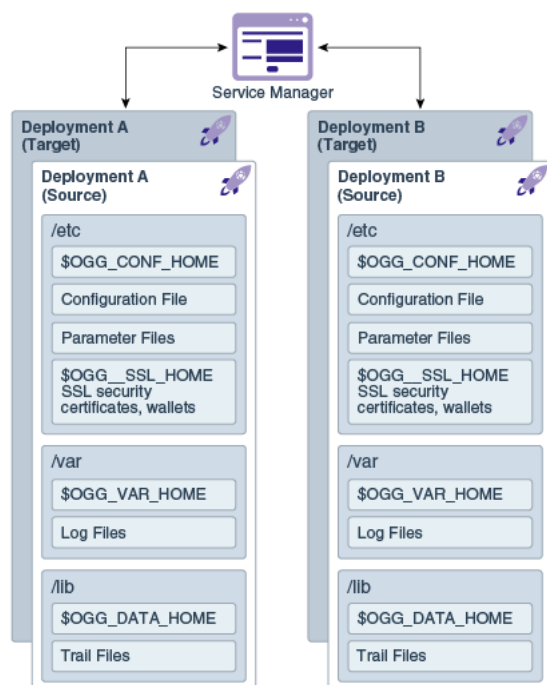 Service Manager
Deployment A
(Target)
Deployment A
(Source)
/etc
$OGG_CONF_HOME
Configuration File
Parameter Files
$OGG__SSL_HOME
SSL security
certificates, wallets
/var
$OGG_VAR_HOME
Log Files
/lib
$OGG_DATA_HOME
Trail Files
Deployment B
(Target)
Deployment B
(Source)
/etc
$OGG_CONF_HOME
Configuration File
Parameter Files
$OGG__SSL_HOME
SSL security
certificates, wallets
/var
$OGG_VAR_HOME
Log Files
/lib
$OGG_DATA_HOME
Trail Files